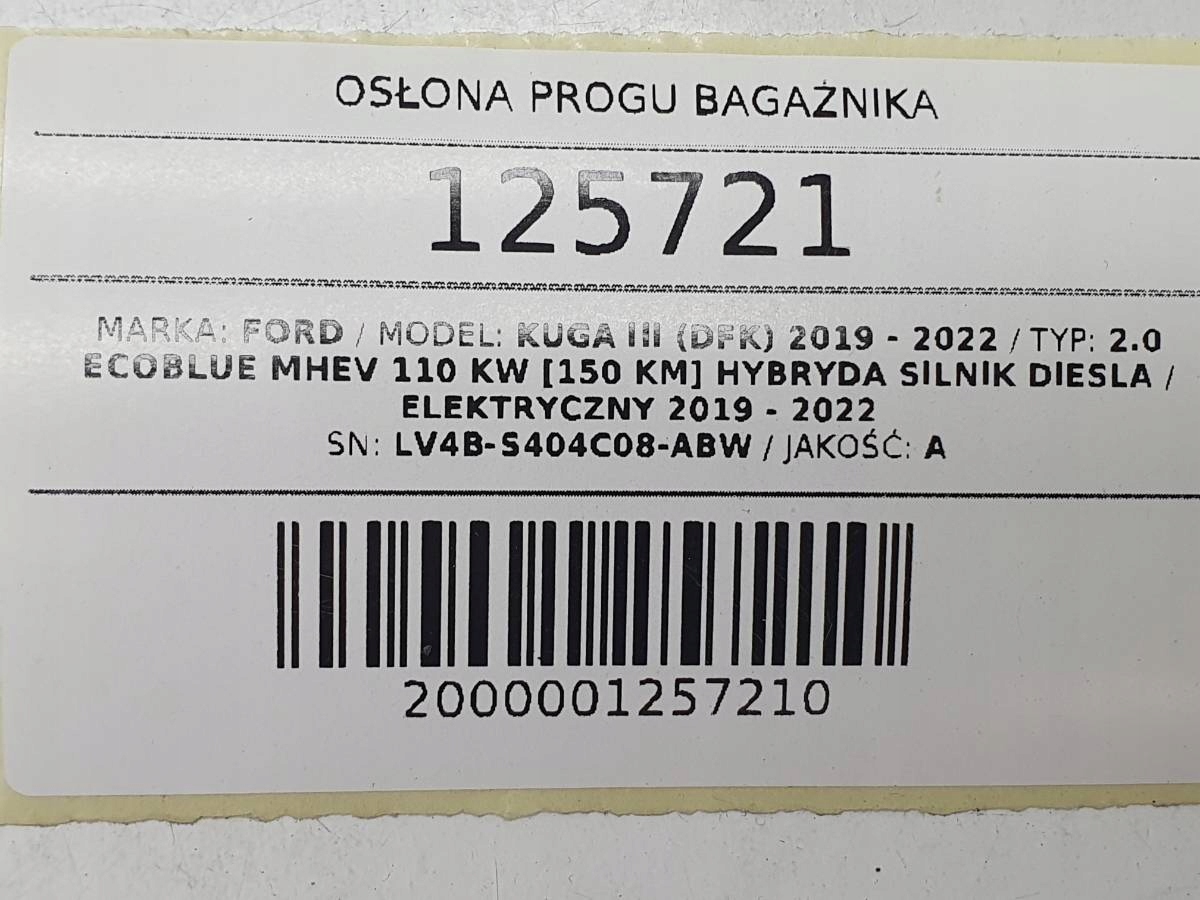 OSŁONA PROGU BAGAŻNIKA
125721
MARKA: FORD / MODEL: KUGA III (DFK) 2019 - 2022 / TYP: 2.0
ECOBLUE MHEV 110 KW [150 KM] HYBRYDA SILNIK DIESLA /
ELEKTRYCZNY 2019 - 2022
SN: LV4B-S404C08-ABW / JAKOŚĆ: A
2000001257210